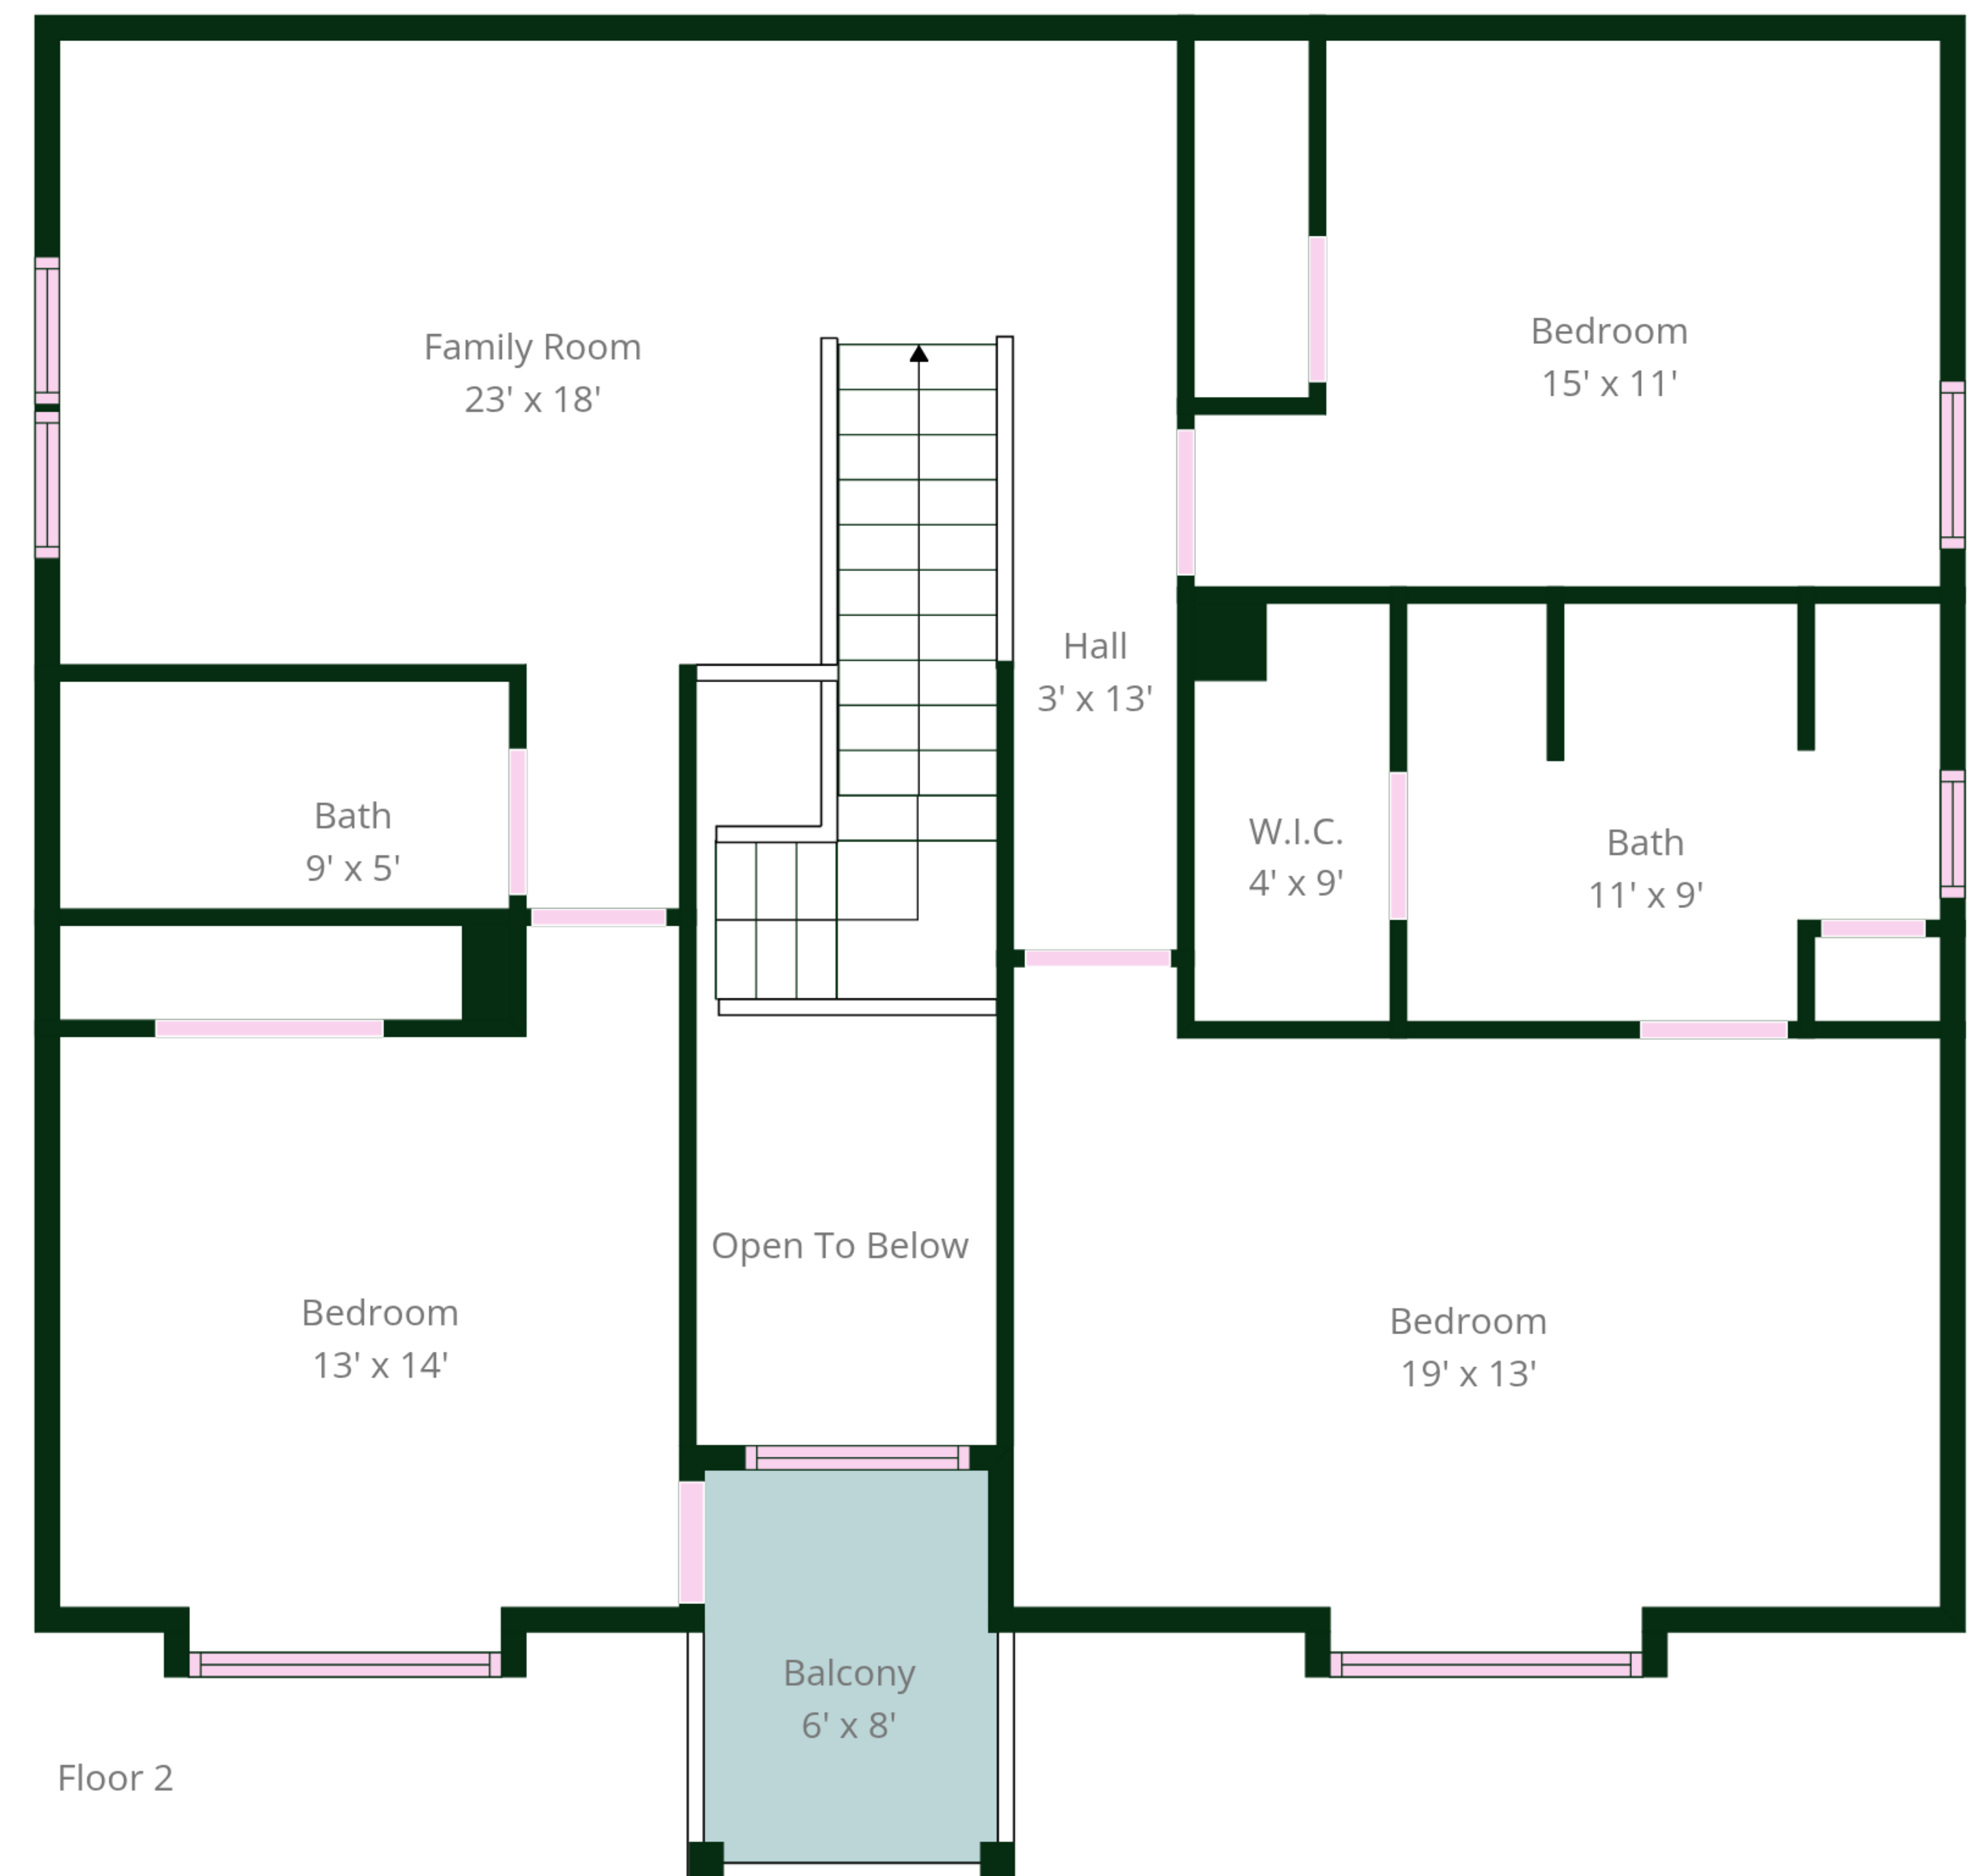 Family Room
23' x 18'
Bedroom
15' x 11'
Hall
3' x 13'
Bath
9' x 5'
W.I.C.
4' x 9'
Bath
11' x 9'
Open To Below
Bedroom
13' x 14'
Bedroom
19' x 13'
Balcony
6' x 8'
Floor 2